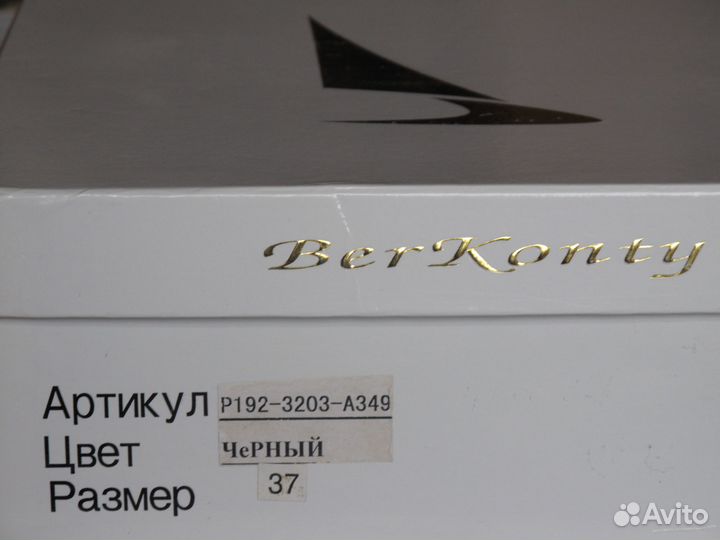 BerKonty
Артикул P192-3203-A349
Цвет ЧеРНЫЙ
Размер 37
Avito